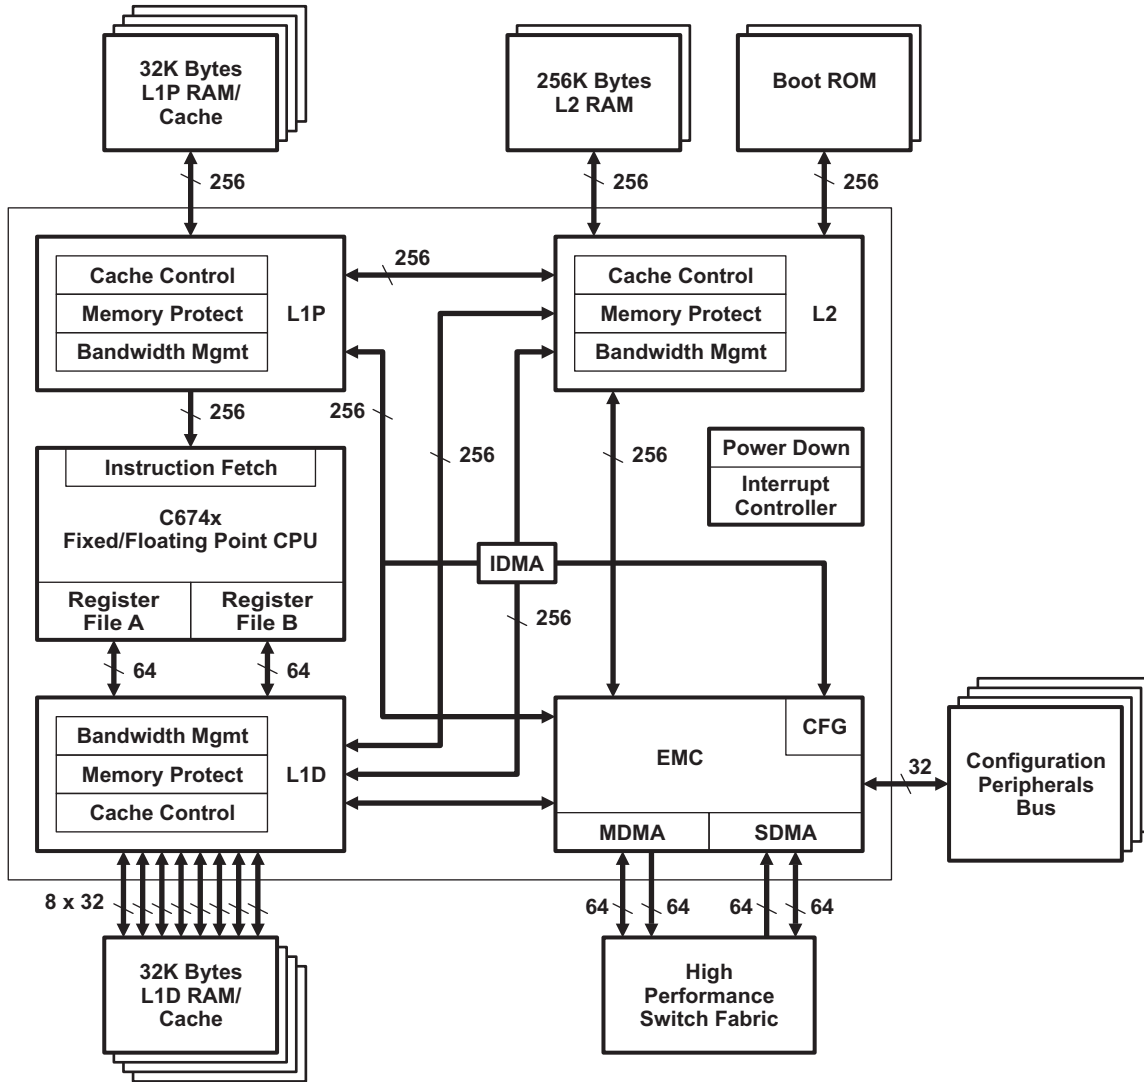 32K Bytes
L1P RAM/
Cache
256K Bytes
L2 RAM
Boot ROM
256
256
256
Cache Control
Memory Protect
Bandwidth Mgmt
L1P
256
Cache Control
Memory Protect
Bandwidth Mgmt
L2
256
256
256
256
Power Down
Interrupt
Controller
Instruction Fetch
C674x
Fixed/Floating Point CPU
Register
File A
Register
File B
IDMA
256
64
64
Bandwidth Mgmt
Memory Protect
Cache Control
L1D
EMC
CFG
MDMA
SDMA
32
Configuration
Peripherals
Bus
8 x 32
64
64
64
64
32K Bytes
L1D RAM/
Cache
High
Performance
Switch Fabric